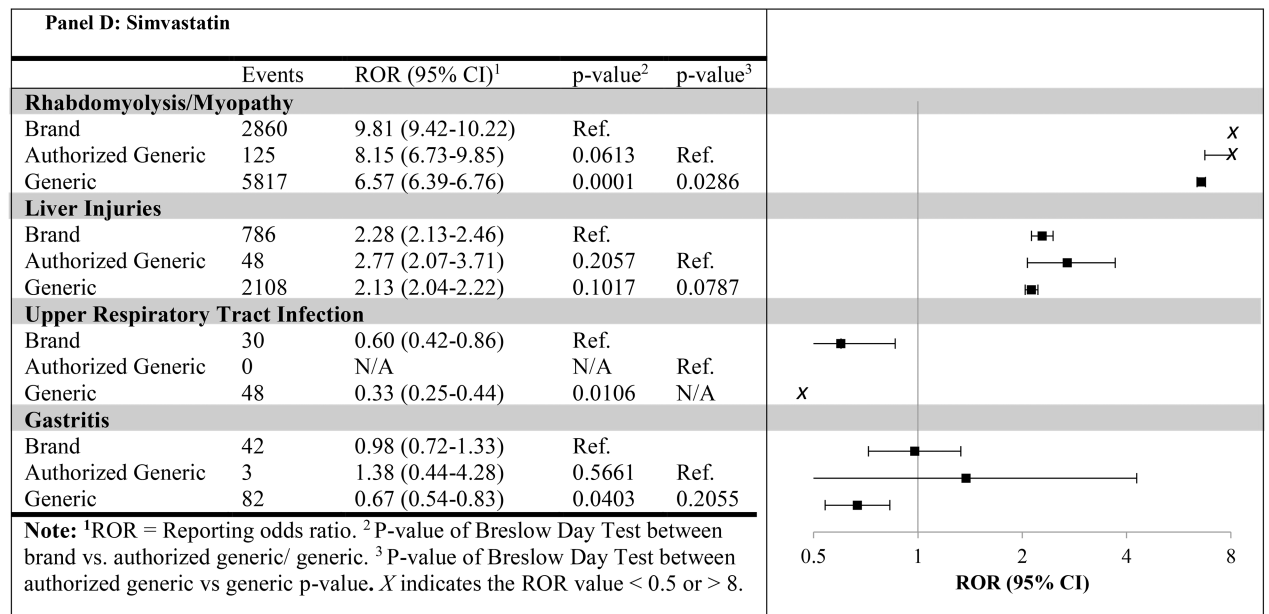 Panel D: Simvastatin
Events ROR (95% CI)¹ p-value² p-value³
Rhabdomyolysis/Myopathy
Brand 2860 9.81 (9.42-10.22) Ref. X
Authorized Generic 125 8.15 (6.73-9.85) 0.0613 Ref. X
Generic 5817 6.57 (6.39-6.76) 0.0001 0.0286
Liver Injuries
Brand 786 2.28 (2.13-2.46) Ref.
Authorized Generic 48 2.77 (2.07-3.71) 0.2057 Ref.
Generic 2108 2.13 (2.04-2.22) 0.1017 0.0787
Upper Respiratory Tract Infection
Brand 30 0.60 (0.42-0.86) Ref.
Authorized Generic 0 N/A N/A Ref.
Generic 48 0.33 (0.25-0.44) 0.0106 N/A X
Gastritis
Brand 42 0.98 (0.72-1.33) Ref.
Authorized Generic 3 1.38 (0.44-4.28) 0.5661 Ref.
Generic 82 0.67 (0.54-0.83) 0.0403 0.2055
Note: ¹ROR = Reporting odds ratio. ² P-value of Breslow Day Test between
brand vs. authorized generic/ generic. ³ P-value of Breslow Day Test between
authorized generic vs generic p-value. X indicates the ROR value < 0.5 or > 8.
0.5 1 2 4 8
ROR (95% CI)